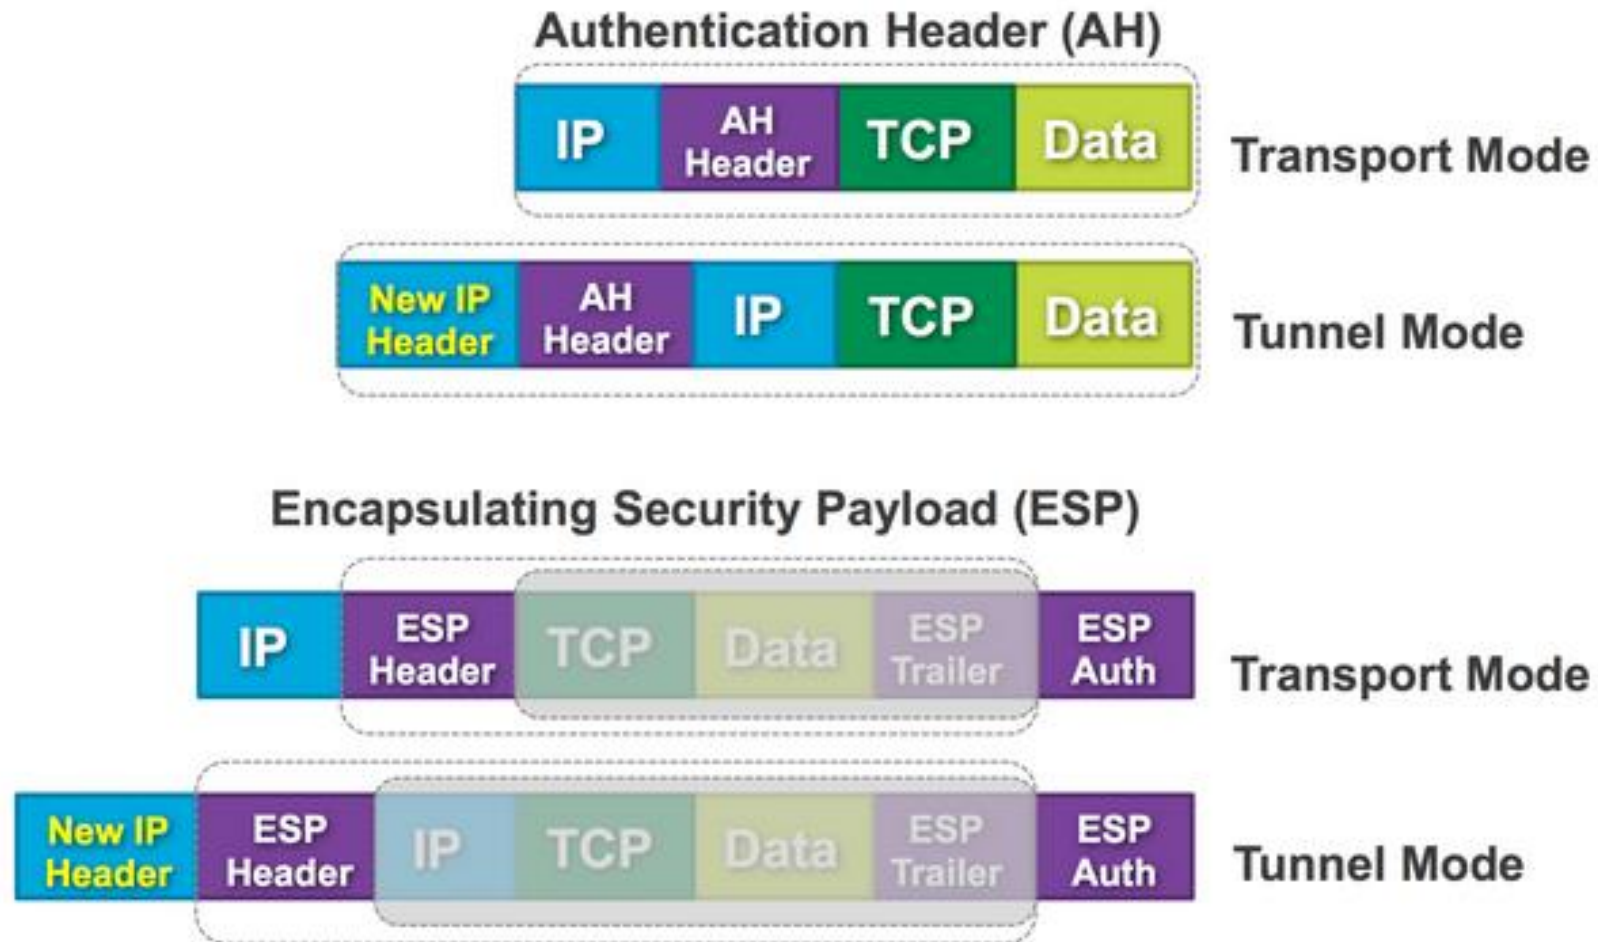 Authentication Header (AH)
IP
AH
Header
TCP
Data
Transport Mode
New IP
Header
AH
Header
IP
TCP
Data
Tunnel Mode
Encapsulating Security Payload (ESP)
IP
ESP
Header
TCP
Data
ESP
Trailer
ESP
Auth
Transport Mode
New IP
Header
ESP
Header
IP
TCP
Data
ESP
Trailer
ESP
Auth
Tunnel Mode